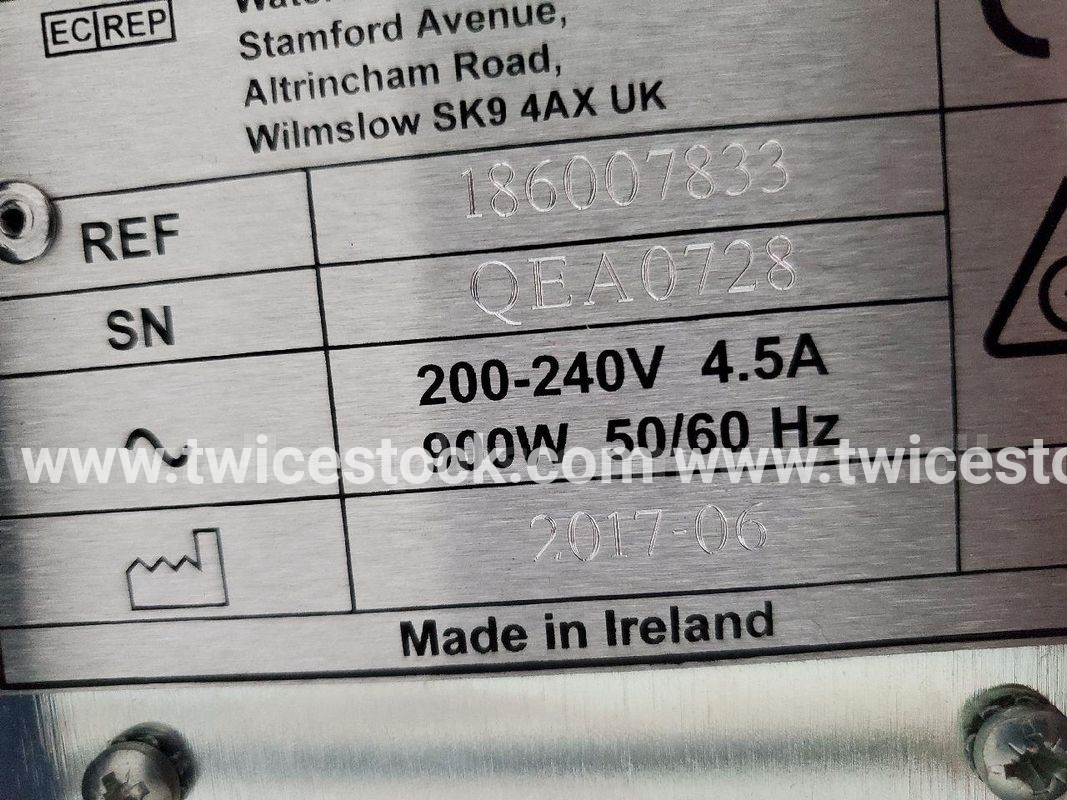 EC REP
Stamford Avenue,
Altrincham Road,
Wilmslow SK9 4AX UK
REF 186007833
SN QEA0728
200-240V 4.5A
900W 50/60 Hz
www.twicestock.com www.twicesto
2017-06
Made in Ireland